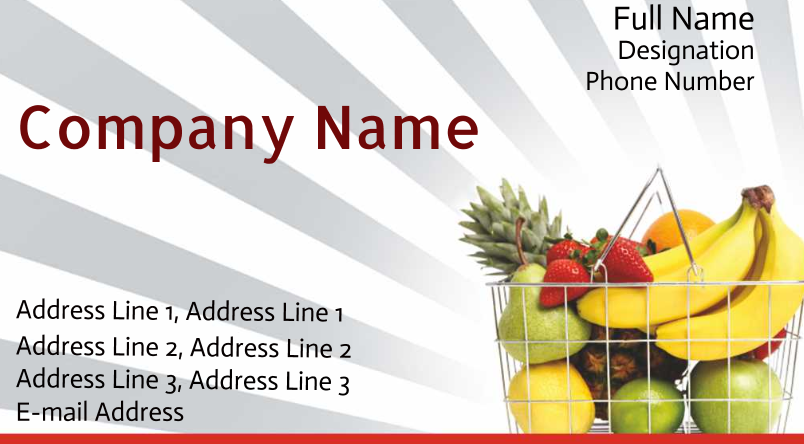 Full Name
Designation
Phone Number
Company Name
Address Line 1, Address Line 1
Address Line 2, Address Line 2
Address Line 3, Address Line 3
E-mail Address